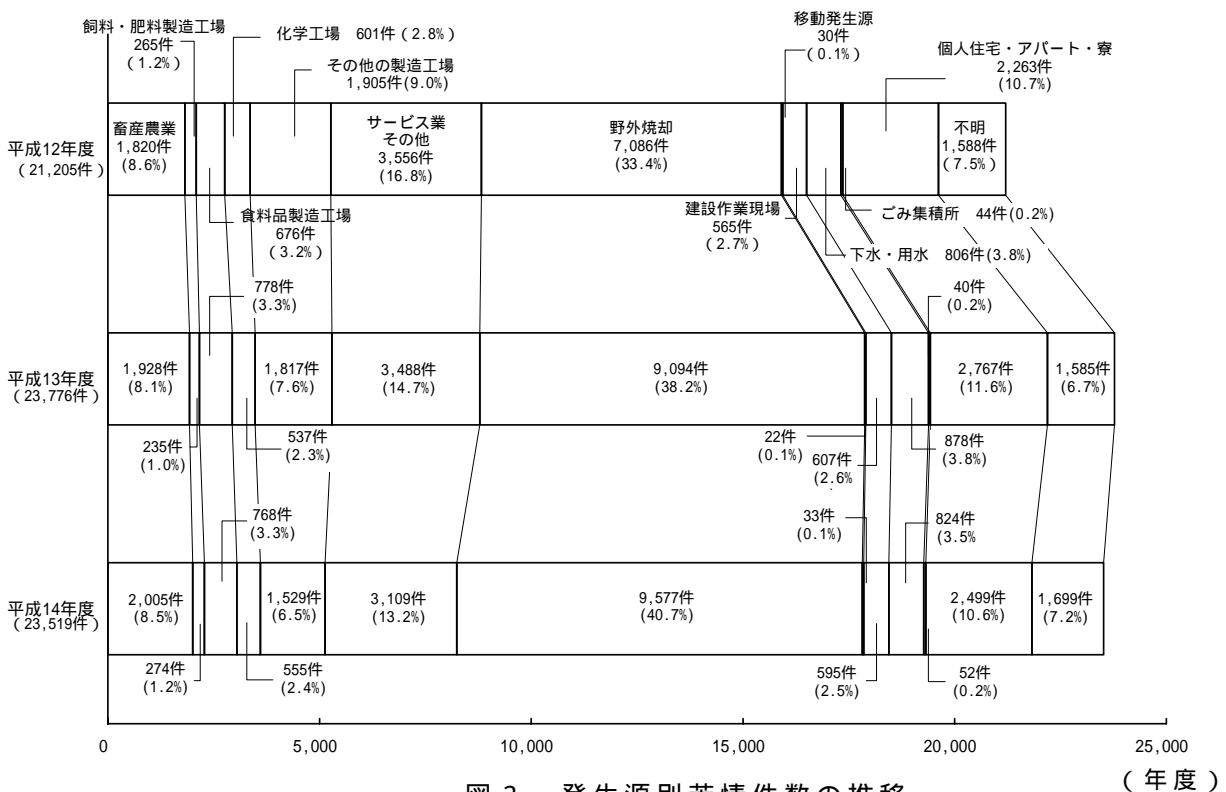 飼料・肥料製造工場
265件
(1.2%)
化学工場 601件(2.8%)
その他の製造工場
1,905件(9.0%)
移動発生源
30件
(0.1%)
個人住宅・アパート・寮
2,263件
(10.7%)
平成12年度
(21,205件)
畜産農業
1,820件
(8.6%)
サービス業
その他
3,556件
(16.8%)
野外焼却
7,086件
(33.4%)
不明
1,588件
(7.5%)
食料品製造工場
676件
(3.2%)
建設作業現場
565件
(2.7%)
ごみ集積所 44件(0.2%)
下水・用水 806件(3.8%)
778件
(3.3%)
40件
(0.2%)
平成13年度
(23,776件)
1,928件
(8.1%)
1,817件
(7.6%)
3,488件
(14.7%)
9,094件
(38.2%)
2,767件
(11.6%)
1,585件
(6.7%)
235件
(1.0%)
537件
(2.3%)
22件
(0.1%)
607件
(2.6%
878件
(3.8%)
768件
(3.3%)
33件
(0.1%)
824件
(3.5%
平成14年度
(23,519件)
2,005件
(8.5%)
1,529件
(6.5%)
3,109件
(13.2%)
9,577件
(40.7%)
2,499件
(10.6%)
1,699件
(7.2%)
274件
(1.2%)
555件
(2.4%)
595件
(2.5%)
52件
(0.2%)
0 5,000 10,000 15,000 20,000 25,000
(年度)